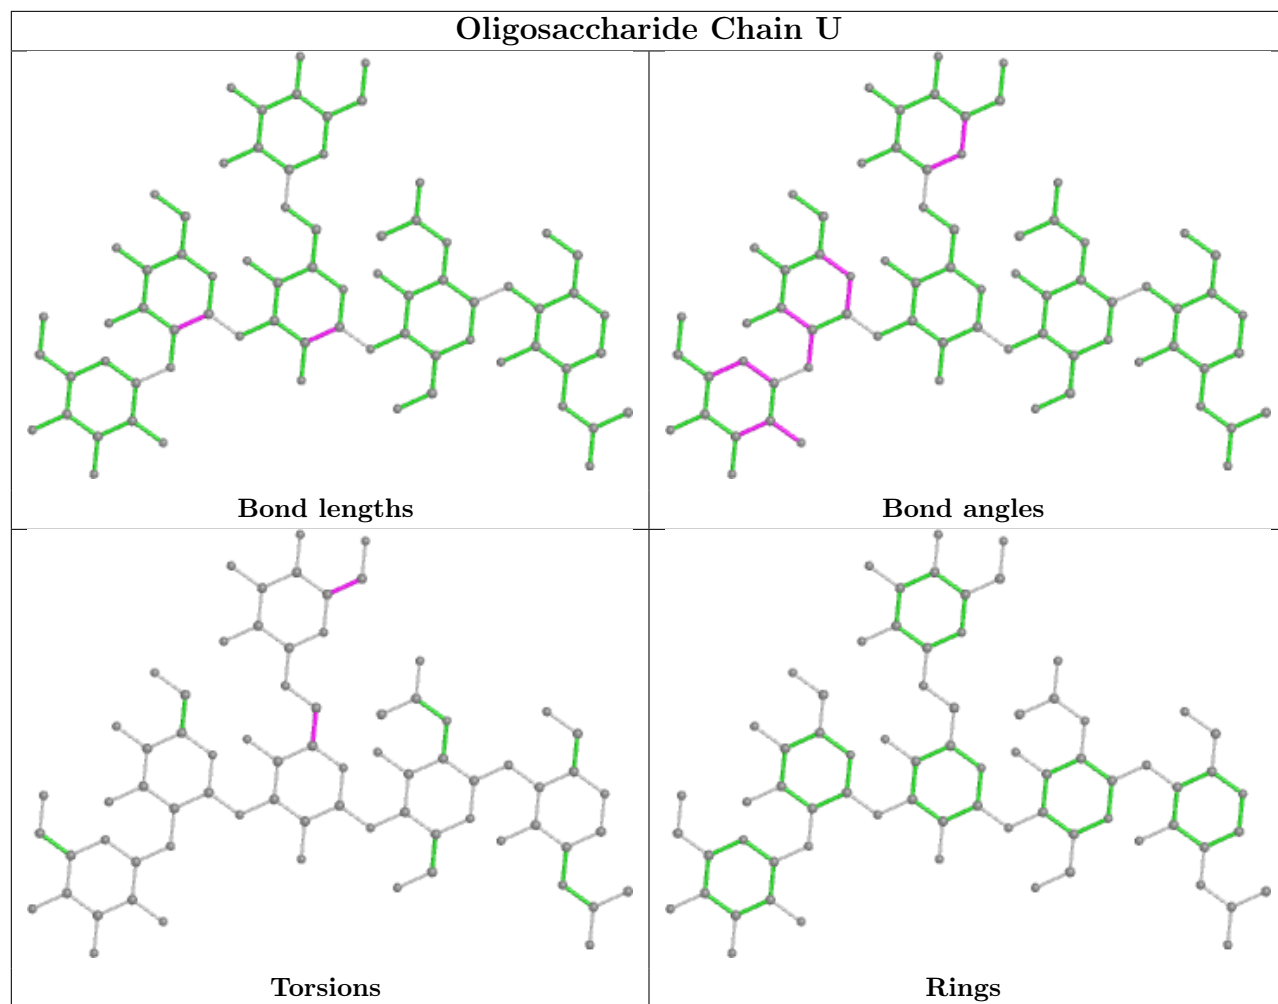 Oligosaccharide Chain U
Bond lengths
Bond angles
Torsions
Rings